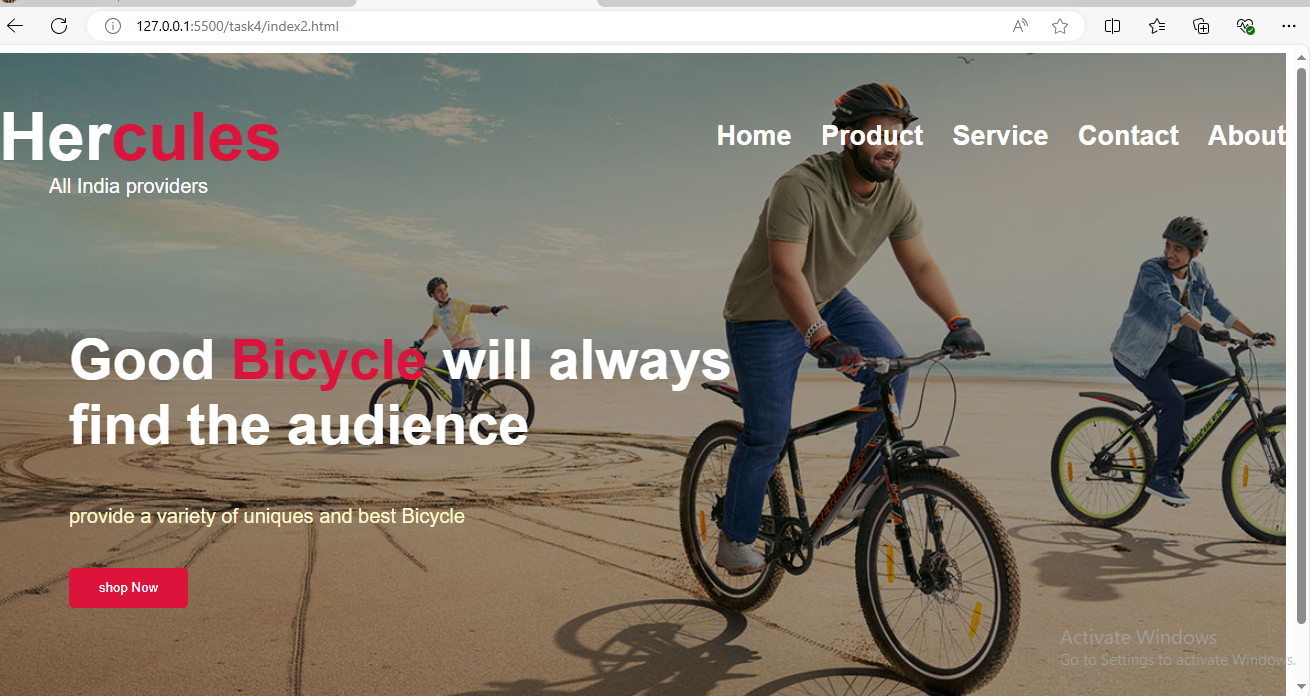 127.0.0.1:5500/task4/index2.html
Hercules
All India providers
Home Product Service Contact About
Good Bicycle will always
find the audience
provide a variety of uniques and best Bicycle
shop Now
HERCULES
Activate Windows
Go to Settings to activate Windows.